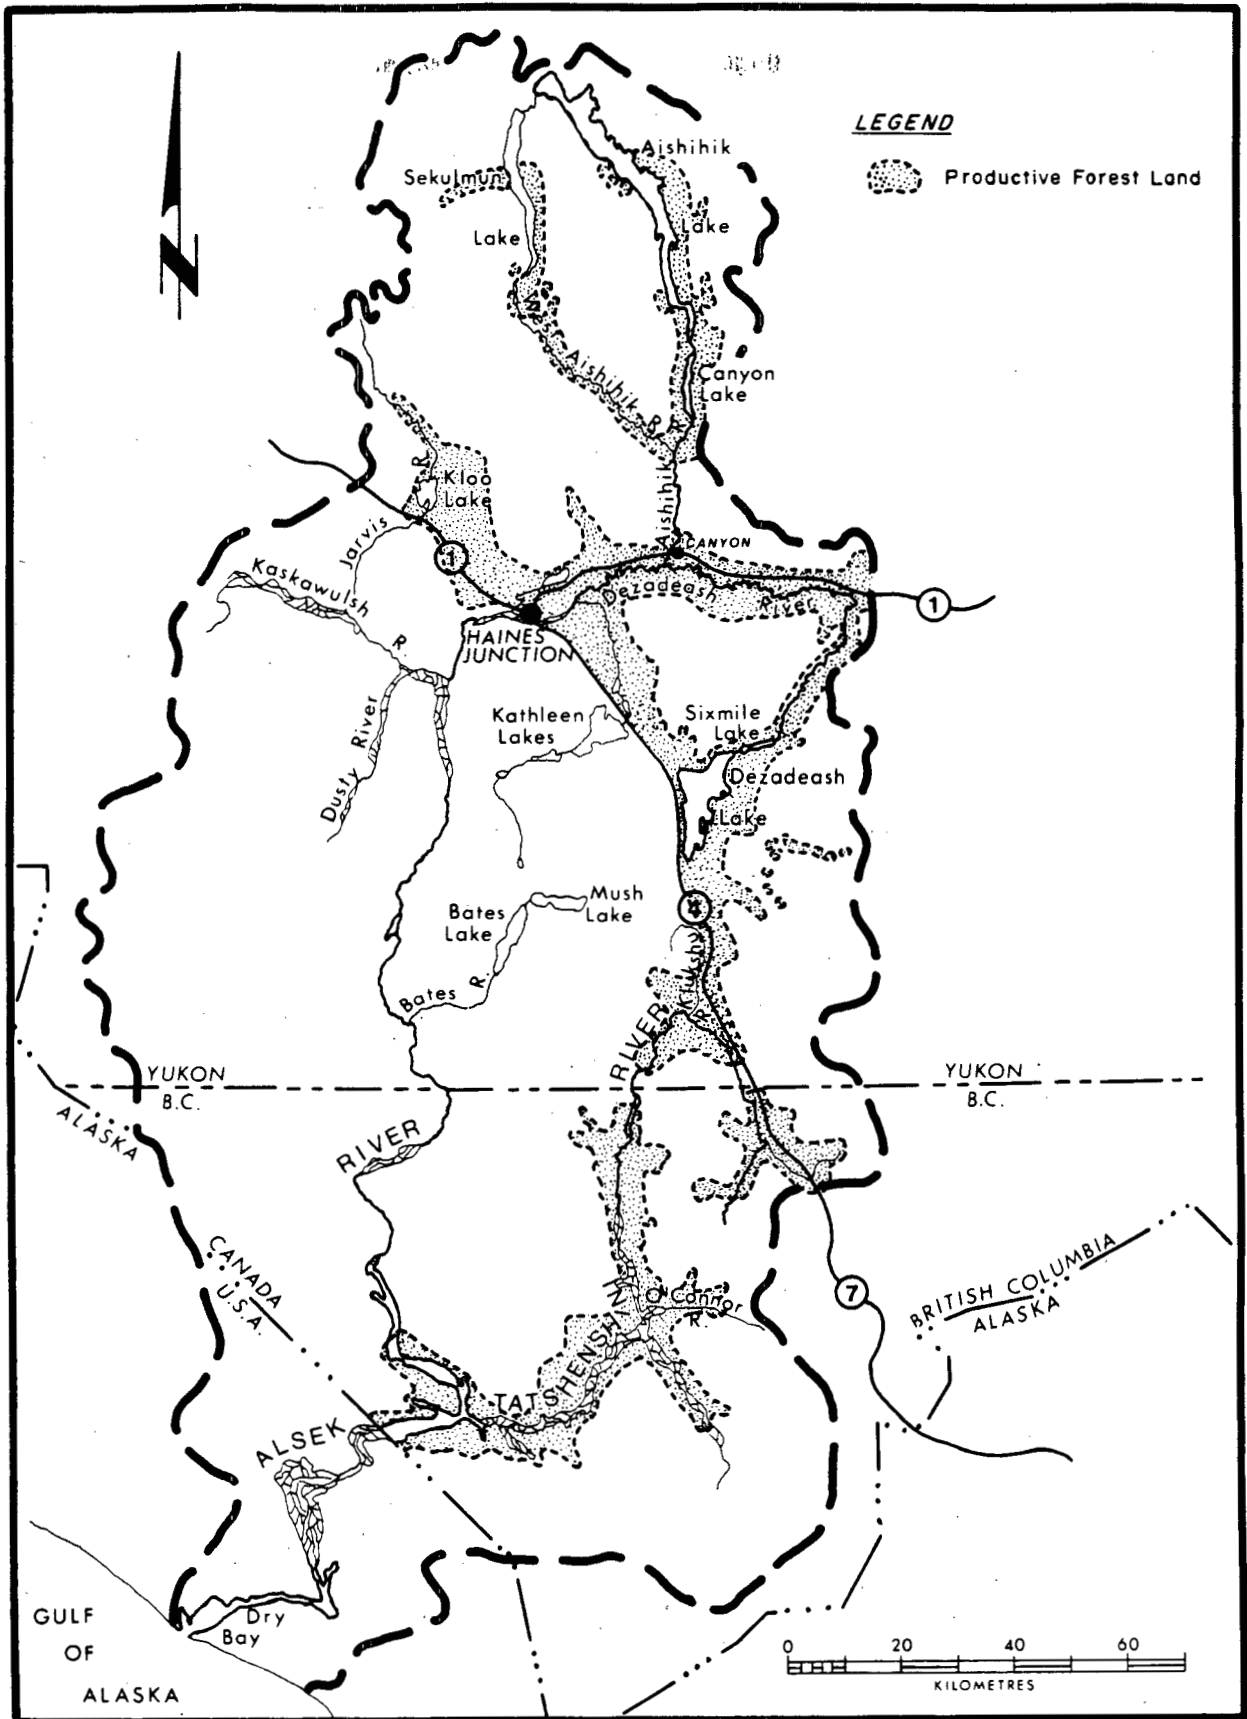 LEGEND
Productive Forest Land
N
Aishihik
Lake
Sekulmun
Lake
West Aishihik R.
Canyon
Lake
Aishihik R.
Kloo
Lake
Jarvis R.
1
CANYON
Kaskawulsh R.
Dezadeash River
1
HAINES
JUNCTION
Dusty River
Kathleen
Lakes
Sixmile
Lake
Dezadeash
Lake
Mush
Lake
Bates
Lake
4
Bates R.
Klukshu R.
YUKON
B.C.
YUKON
B.C.
ALASKA
TATSHENSHINI RIVER
ALSEK RIVER
CANADA
U.S.A.
O'Connor
R.
7
BRITISH COLUMBIA
ALASKA
Dry
Bay
GULF
OF
ALASKA
0 20 40 60
KILOMETRES